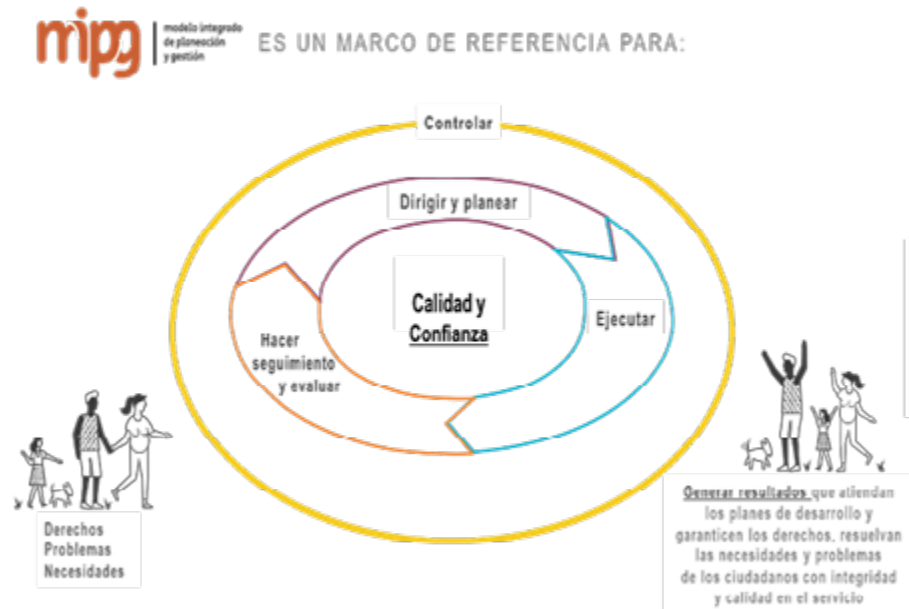 mipg
modelo integrado
de planeación
y gestión
ES UN MARCO DE REFERENCIA PARA:
Controlar
Dirigir y planear
Calidad y
Confianza
Ejecutar
Hacer
seguimiento
y evaluar
Derechos
Problemas
Necesidades
Generar resultados que atiendan
los planes de desarrollo y
garanticen los derechos, resuelvan
las necesidades y problemas
de los ciudadanos con integridad
y calidad en el servicio